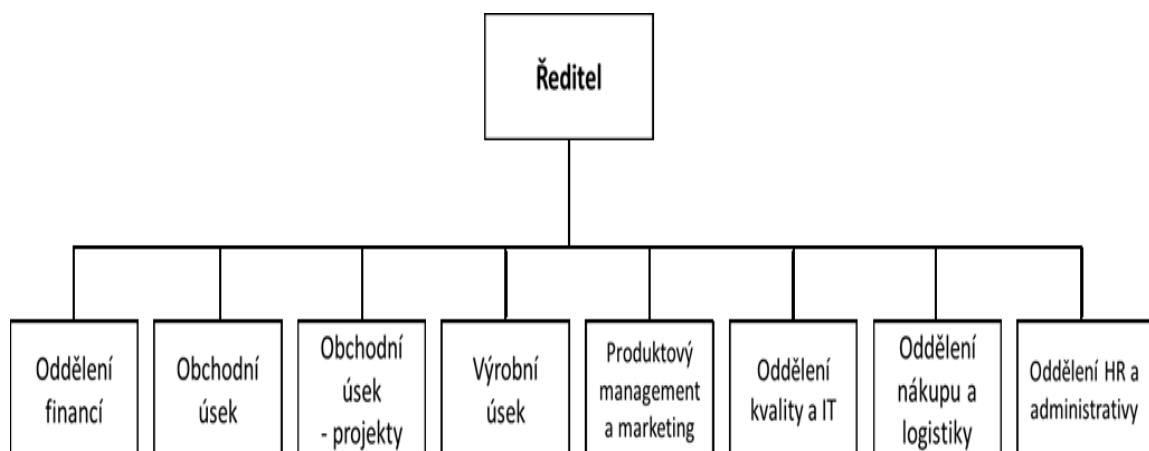 Ředitel
Oddělení
financí
Obchodní
úsek
Obchodní
úsek
- projekty
Výrobní
úsek
Produktový
management
a marketing
Oddělení
kvality a IT
Oddělení
nákupu a
logistiky
Oddělení HR a
administrativy